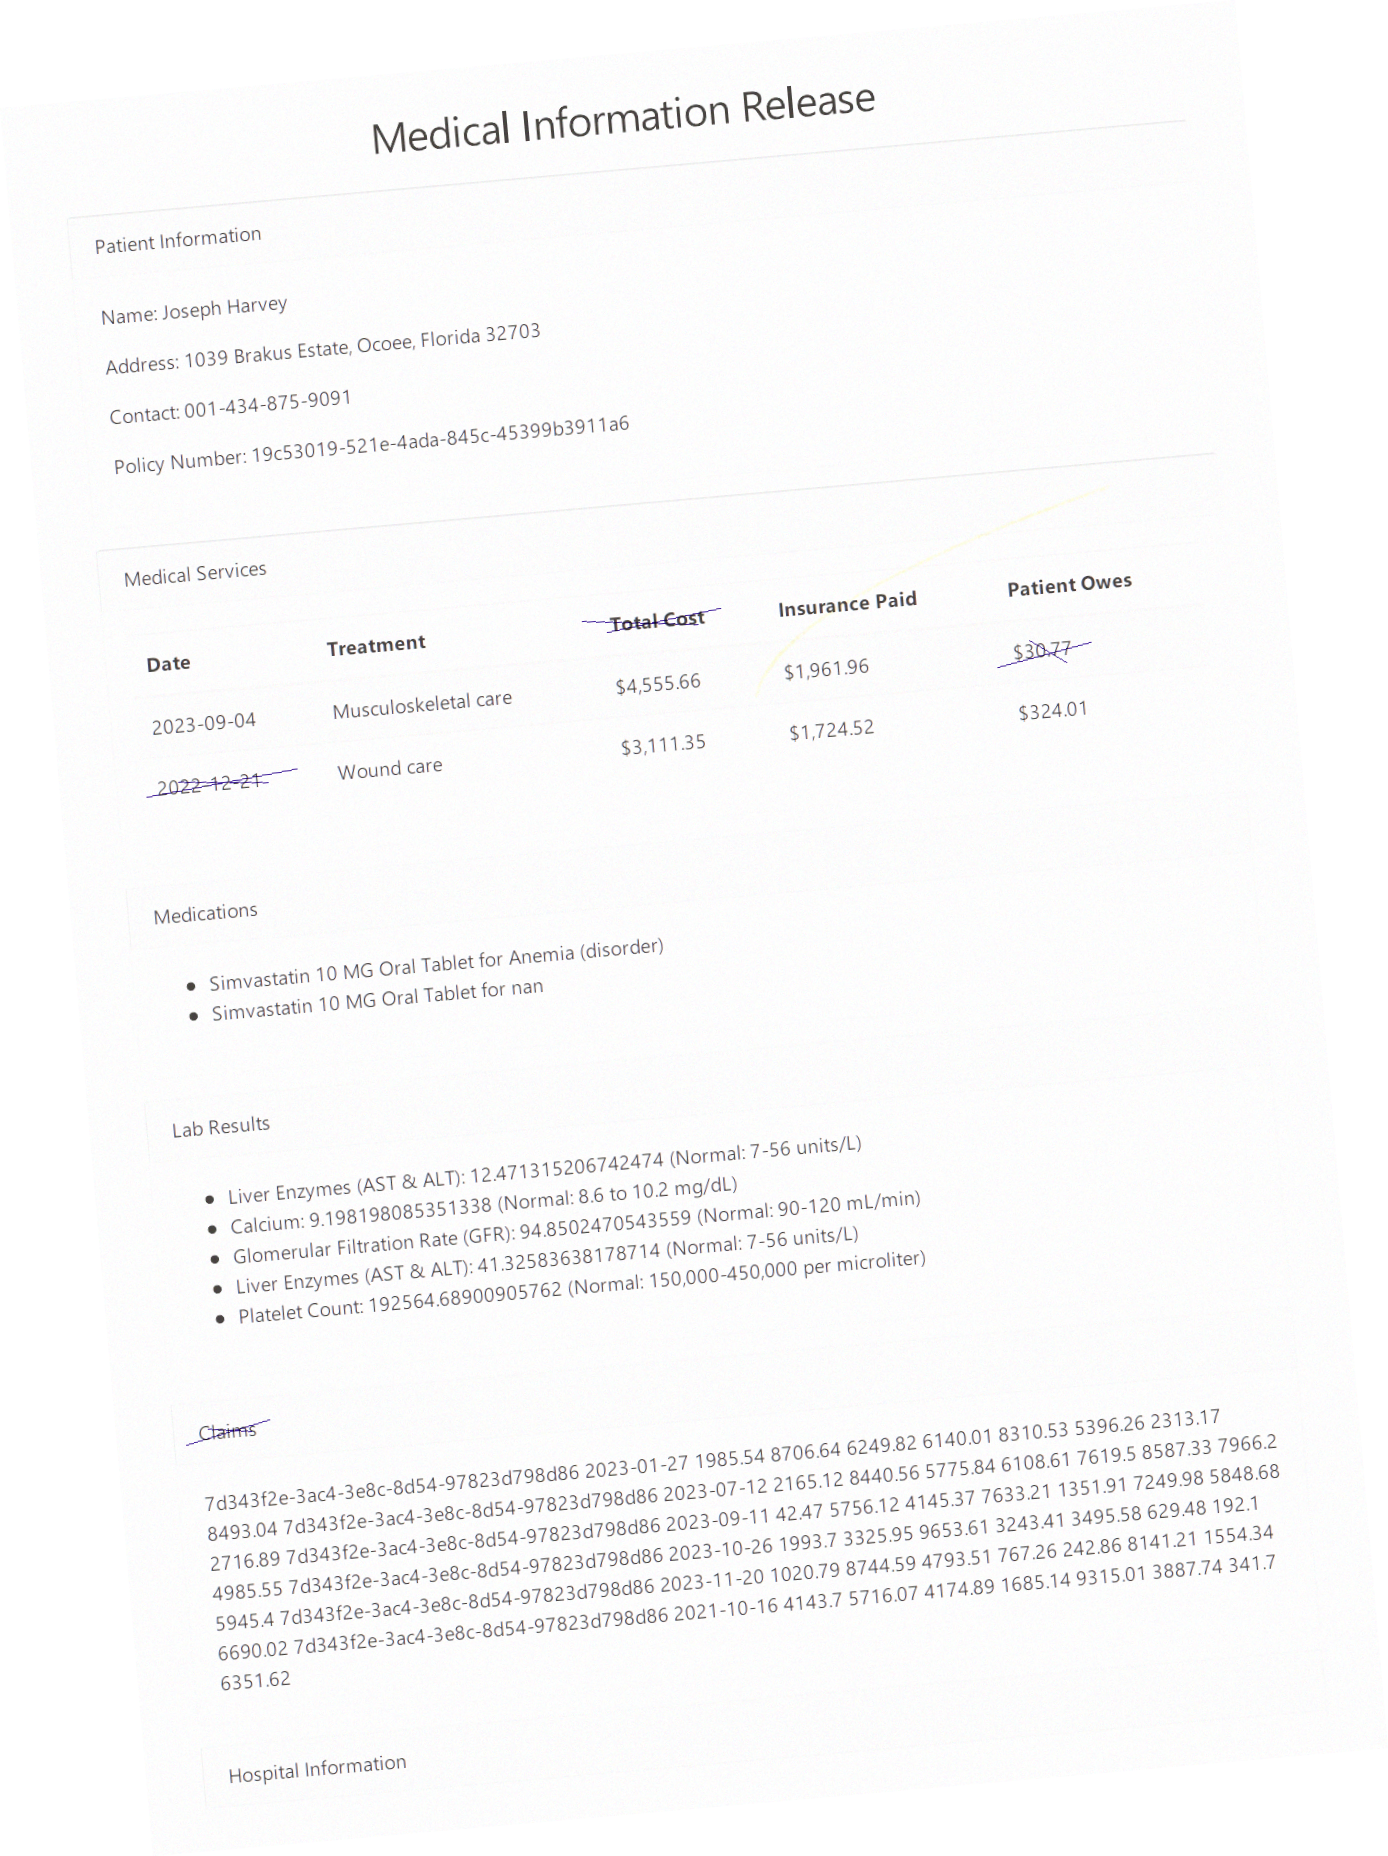 Medical Information Release
Patient Information
Name: Joseph Harvey
Address: 1039 Brakus Estate, Ocoee, Florida 32703
Contact: 001-434-875-9091
Policy Number: 19c53019-521e-4ada-845c-45399b3911a6
Medical Services
Date Treatment Total Cost Insurance Paid Patient Owes
2023-09-04 Musculoskeletal care $4,555.66 $1,961.96 $30.77
2022-12-21 Wound care $3,111.35 $1,724.52 $324.01
Medications
Simvastatin 10 MG Oral Tablet for Anemia (disorder)
Simvastatin 10 MG Oral Tablet for nan
Lab Results
Liver Enzymes (AST & ALT): 12.471315206742474 (Normal: 7-56 units/L)
Calcium: 9.198198085351338 (Normal: 8.6 to 10.2 mg/dL)
Glomerular Filtration Rate (GFR): 94.8502470543559 (Normal: 90-120 mL/min)
Liver Enzymes (AST & ALT): 41.32583638178714 (Normal: 7-56 units/L)
Platelet Count: 192564.68900905762 (Normal: 150,000-450,000 per microliter)
Claims
7d343f2e-3ac4-3e8c-8d54-97823d798d86 2023-01-27 1985.54 8706.64 6249.82 6140.01 8310.53 5396.26 2313.17
8493.04 7d343f2e-3ac4-3e8c-8d54-97823d798d86 2023-07-12 2165.12 8440.56 5775.84 6108.61 7619.5 8587.33 7966.2
2716.89 7d343f2e-3ac4-3e8c-8d54-97823d798d86 2023-09-11 42.47 5756.12 4145.37 7633.21 1351.91 7249.98 5848.68
4985.55 7d343f2e-3ac4-3e8c-8d54-97823d798d86 2023-10-26 1993.7 3325.95 9653.61 3243.41 3495.58 629.48 192.1
5945.4 7d343f2e-3ac4-3e8c-8d54-97823d798d86 2023-11-20 1020.79 8744.59 4793.51 767.26 242.86 8141.21 1554.34
6690.02 7d343f2e-3ac4-3e8c-8d54-97823d798d86 2021-10-16 4143.7 5716.07 4174.89 1685.14 9315.01 3887.74 341.7
6351.62
Hospital Information